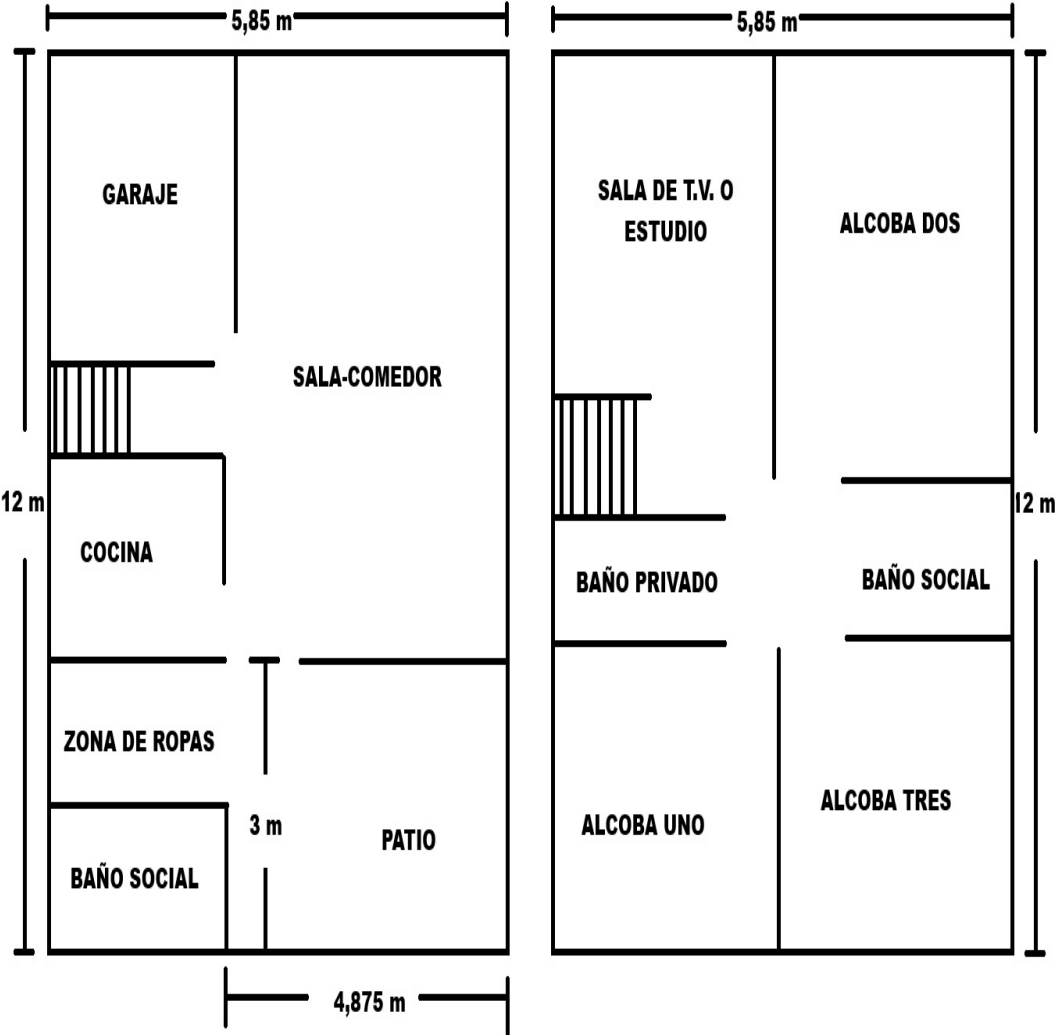 5,85 m
GARAJE
SALA-COMEDOR
12 m
COCINA
ZONA DE ROPAS
3 m
PATIO
BAÑO SOCIAL
4,875 m
5,85 m
SALA DE T.V. O
ESTUDIO
ALCOBA DOS
12 m
BAÑO PRIVADO
BAÑO SOCIAL
ALCOBA UNO
ALCOBA TRES